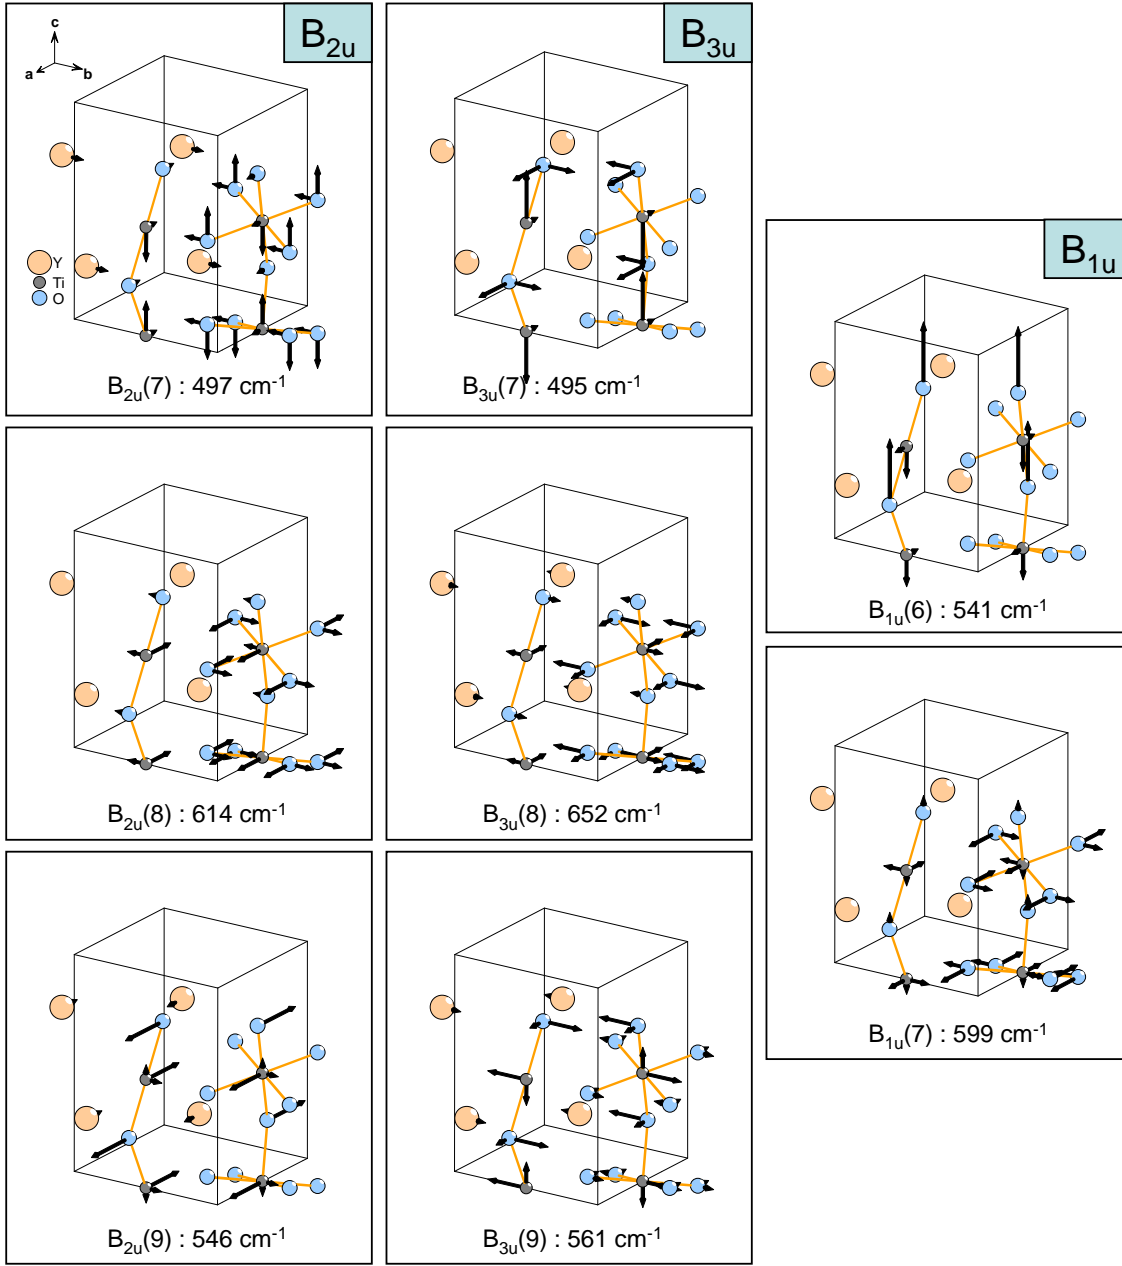 B2u
c
a
b
Y
Ti
O
B2u(7) : 497 cm-1
B3u
B3u(7) : 495 cm-1
B1u
B1u(6) : 541 cm-1
B2u(8) : 614 cm-1
B3u(8) : 652 cm-1
B1u(7) : 599 cm-1
B2u(9) : 546 cm-1
B3u(9) : 561 cm-1